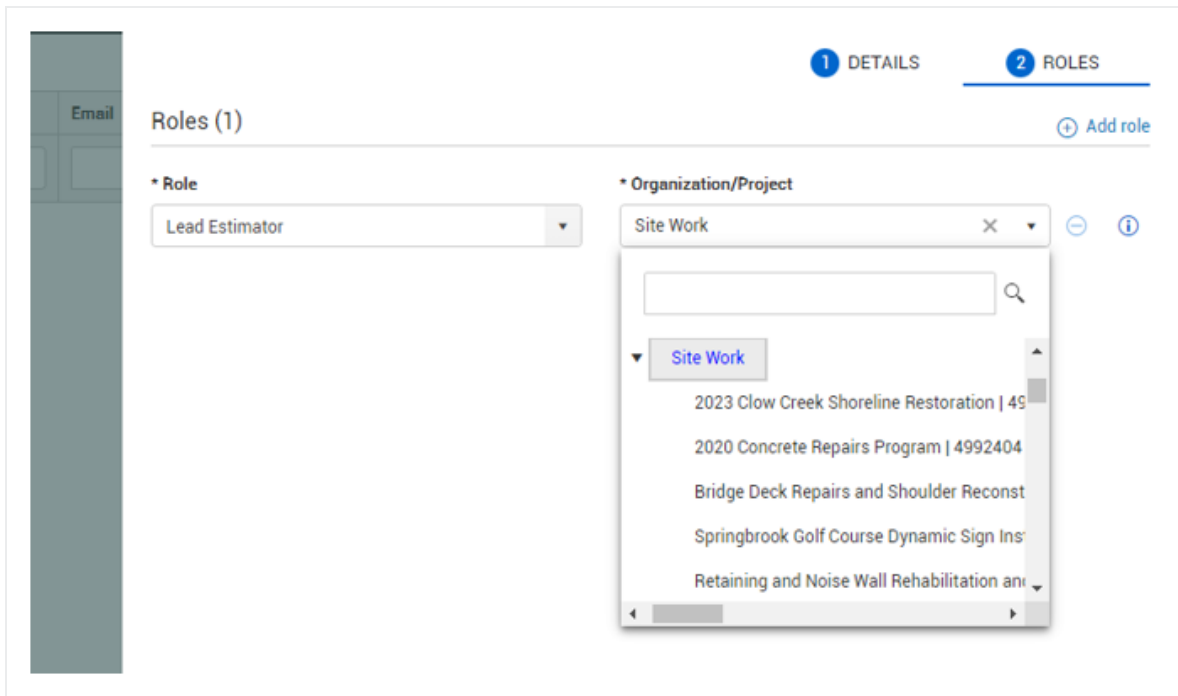 1 DETAILS
2 ROLES
Email
Roles (1)
Add role
* Role
* Organization/Project
Lead Estimator
Site Work
Site Work
2023 Clow Creek Shoreline Restoration | 49
2020 Concrete Repairs Program | 4992404
Bridge Deck Repairs and Shoulder Reconst
Springbrook Golf Course Dynamic Sign Ins
Retaining and Noise Wall Rehabilitation an